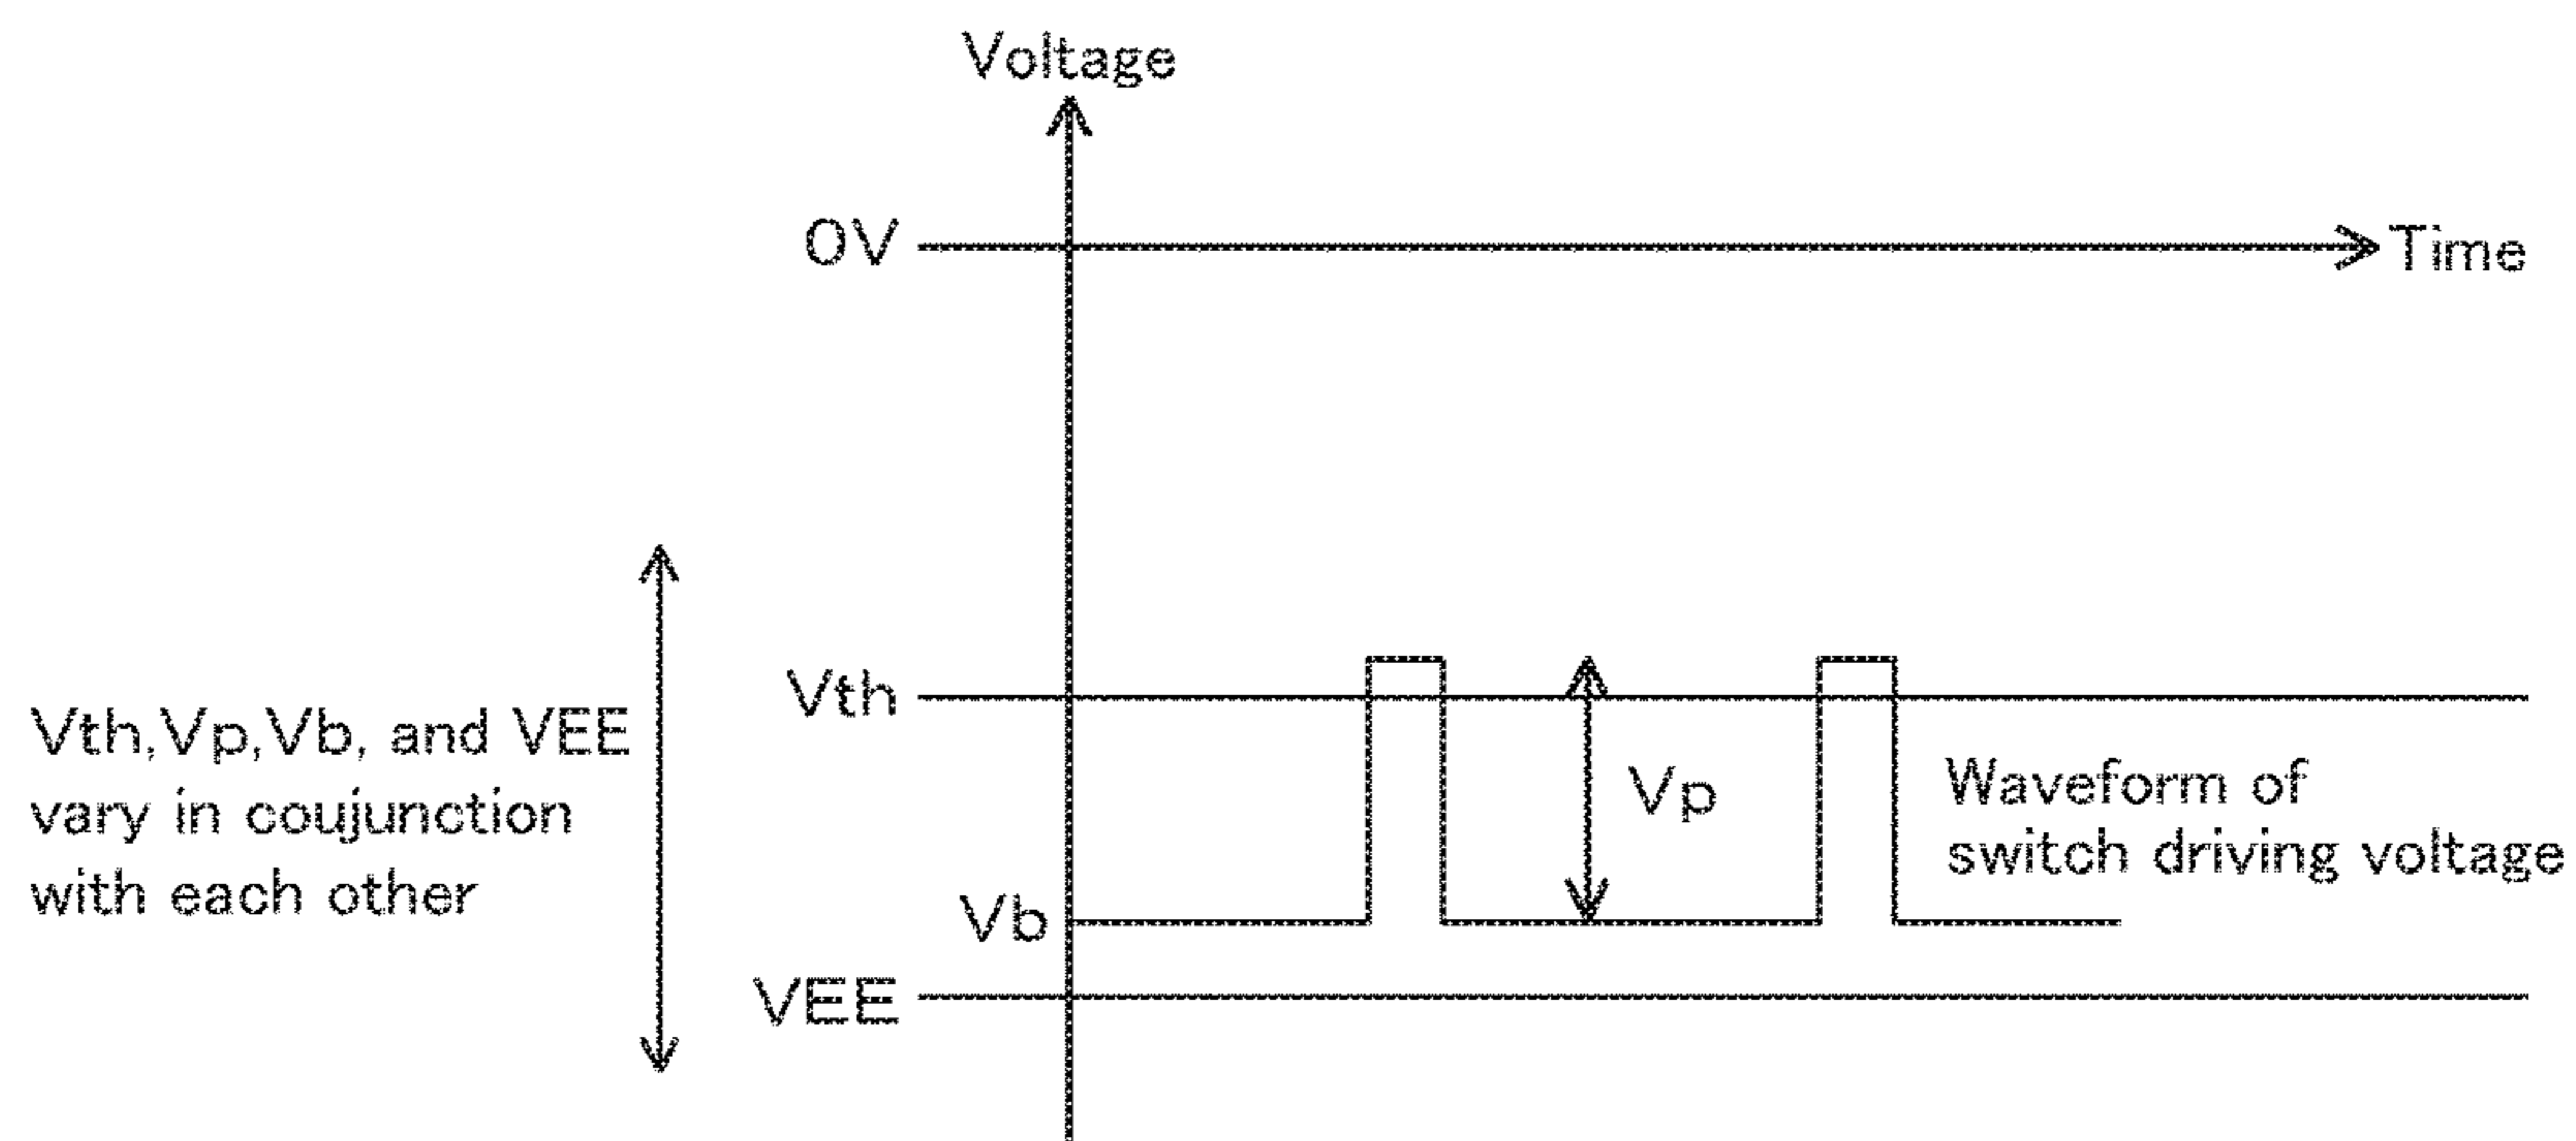 Voltage
0V
Time
Vth
Vth,Vp,Vb, and VEE
vary in coujunction
with each other
Vp
Waveform of
switch driving voltage
Vb
VEE